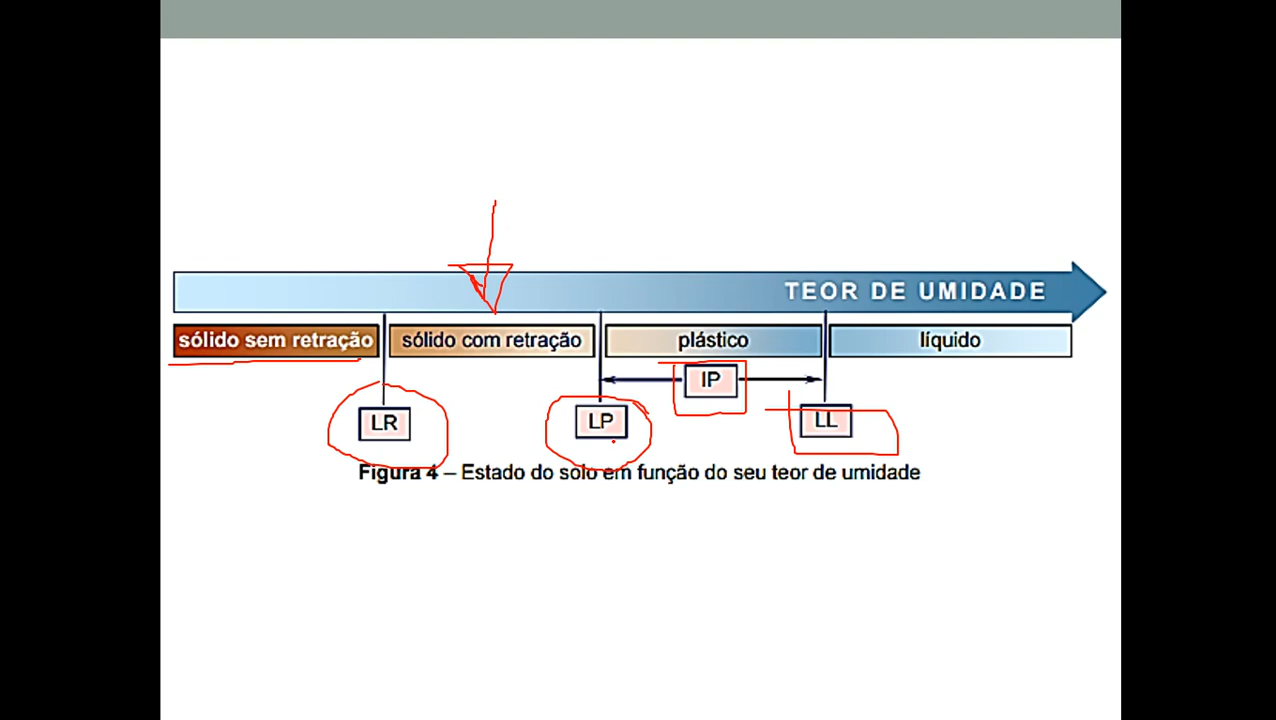 TEOR DE UMIDADE
sólido sem retração sólido com retração plástico líquido
IP
LR LP LL
Figura 4 – Estado do solo em função do seu teor de umidade